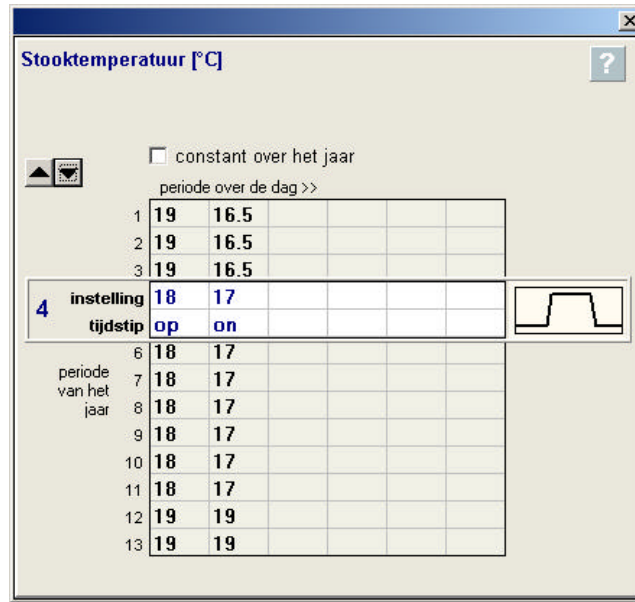 Stooktemperatuur [°C]
?
constant over het jaar
periode over de dag >>
1 19 16.5
2 19 16.5
3 19 16.5
4 instelling 18 17
tijdstip op on
6 18 17
periode van het jaar
7 18 17
8 18 17
9 18 17
10 18 17
11 18 17
12 19 19
13 19 19